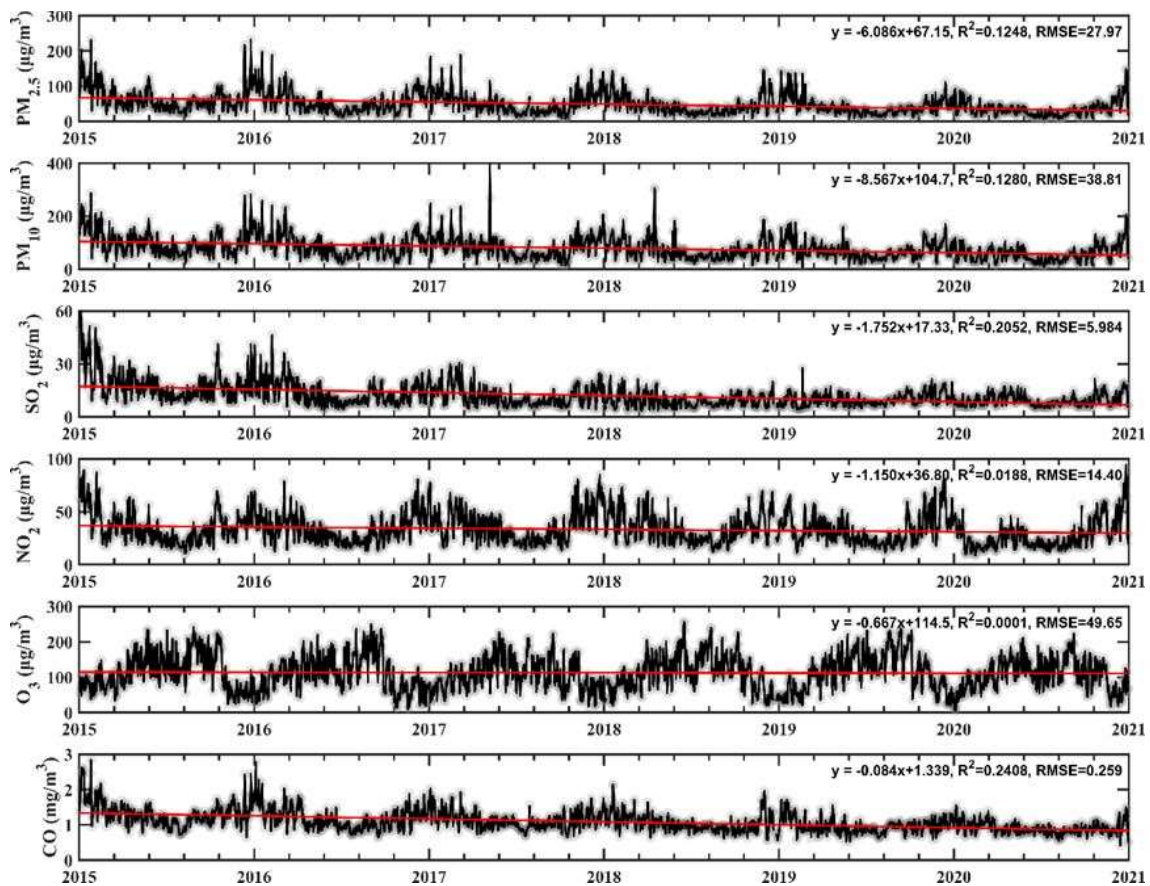 300
200
100
0
PM2.5 (μg/m³)
y = -6.086x+67.15, R²=0.1248, RMSE=27.97
2015 2016 2017 2018 2019 2020 2021
400
200
0
PM10 (μg/m³)
y = -8.567x+104.7, R²=0.1280, RMSE=38.81
2015 2016 2017 2018 2019 2020 2021
60
30
0
SO2 (μg/m³)
y = -1.752x+17.33, R²=0.2052, RMSE=5.984
2015 2016 2017 2018 2019 2020 2021
100
50
0
NO2 (μg/m³)
y = -1.150x+36.80, R²=0.0188, RMSE=14.40
2015 2016 2017 2018 2019 2020 2021
300
200
100
0
O3 (μg/m³)
y = -0.667x+114.5, R²=0.0001, RMSE=49.65
2015 2016 2017 2018 2019 2020 2021
3
2
1
0
CO (mg/m³)
y = -0.084x+1.339, R²=0.2408, RMSE=0.259
2015 2016 2017 2018 2019 2020 2021